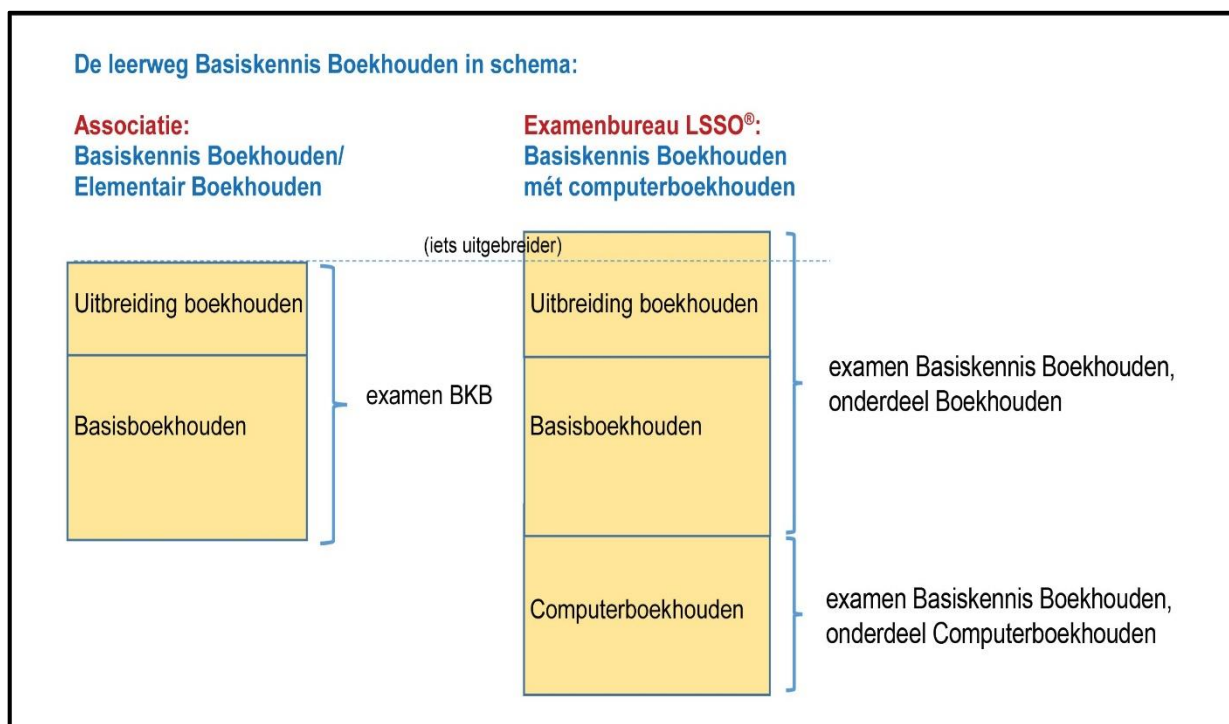 De leerweg Basiskennis Boekhouden in schema:
Associatie:
Basiskennis Boekhouden/
Elementair Boekhouden
Examenbureau LSSO®:
Basiskennis Boekhouden
mét computerboekhouden
(iets uitgebreider)
Uitbreiding boekhouden
Basisboekhouden
examen BKB
Uitbreiding boekhouden
Basisboekhouden
Computerboekhouden
examen Basiskennis Boekhouden,
onderdeel Boekhouden
examen Basiskennis Boekhouden,
onderdeel Computerboekhouden